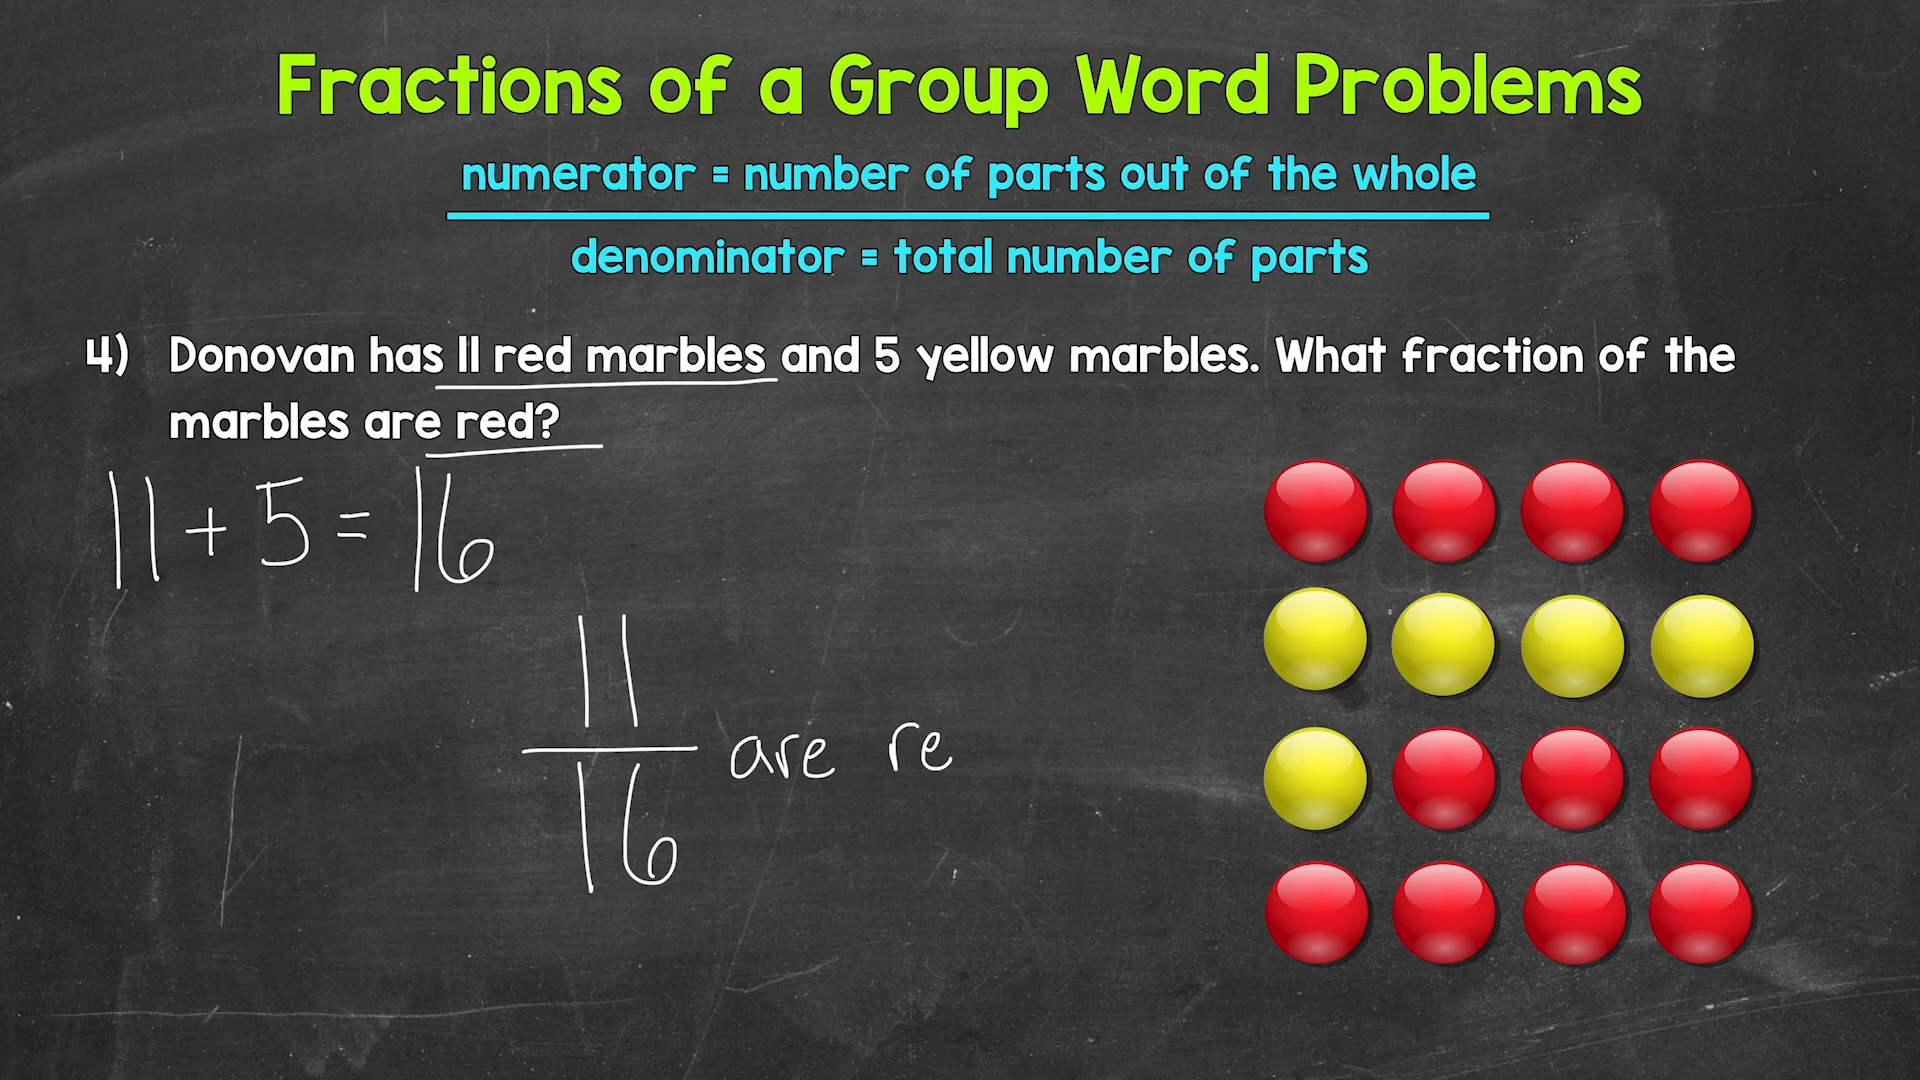 Fractions of a Group Word Problems
numerator = number of parts out of the whole
denominator = total number of parts
4) Donovan has 11 red marbles and 5 yellow marbles. What fraction of the
marbles are red?
11 + 5 = 16
11
16 are re